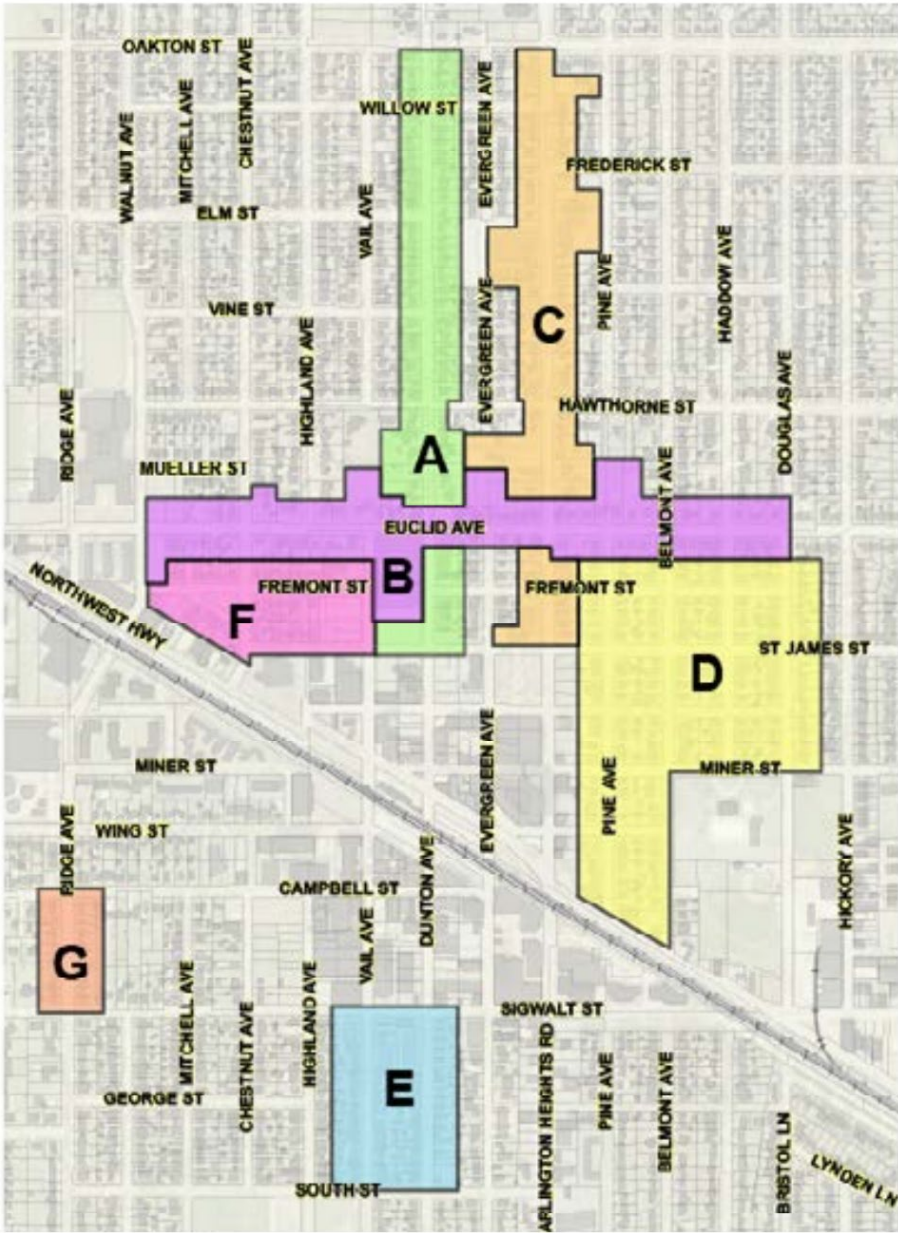 OAKTON ST
WALNUT AVE
MITCHELL AVE
CHESTNUT AVE
WILLOW ST
EVERGREEN AVE
FREDERICK ST
ELM ST
VAIL AVE
HADDOW AVE
PINE AVE
VINE ST
HIGHLAND AVE
EVERGREEN AVE
C
RIDGE AVE
HAWTHORNE ST
DOUGLAS AVE
MUELLER ST
A
BELMONT AVE
EUCLID AVE
NORTHWEST HWY
FREMONT ST
B
FREMONT ST
F
ST JAMES ST
D
MINER ST
EVERGREEN AVE
MINER ST
PINE AVE
RIDGE AVE
WING ST
CAMPBELL ST
DUNTON AVE
HICKORY AVE
G
VAIL AVE
MITCHELL AVE
CHESTNUT AVE
HIGHLAND AVE
SIGWALT ST
E
GEORGE ST
ARLINGTON HEIGHTS RD
PINE AVE
BELMONT AVE
BRISTOL LN
LYNDEN LN
SOUTH ST